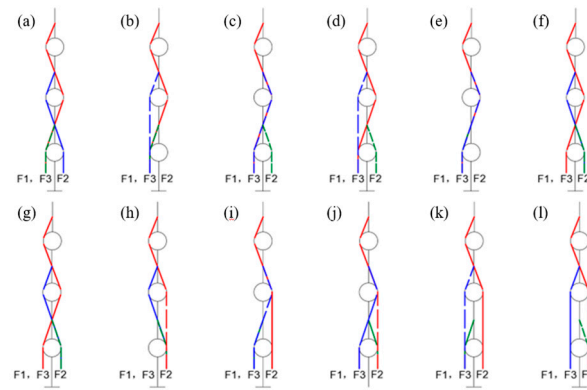 (a) (b) (c) (d) (e) (f)
F1, F3 F2 F1, F3 F2 F1, F3 F2 F1, F3 F2 F1, F3 F2 F1, F3 F2
(g) (h) (i) (j) (k) (l)
F1, F3 F2 F1, F3 F2 F1, F3 F2 F1, F3 F2 F1, F3 F2 F1, F3 F2